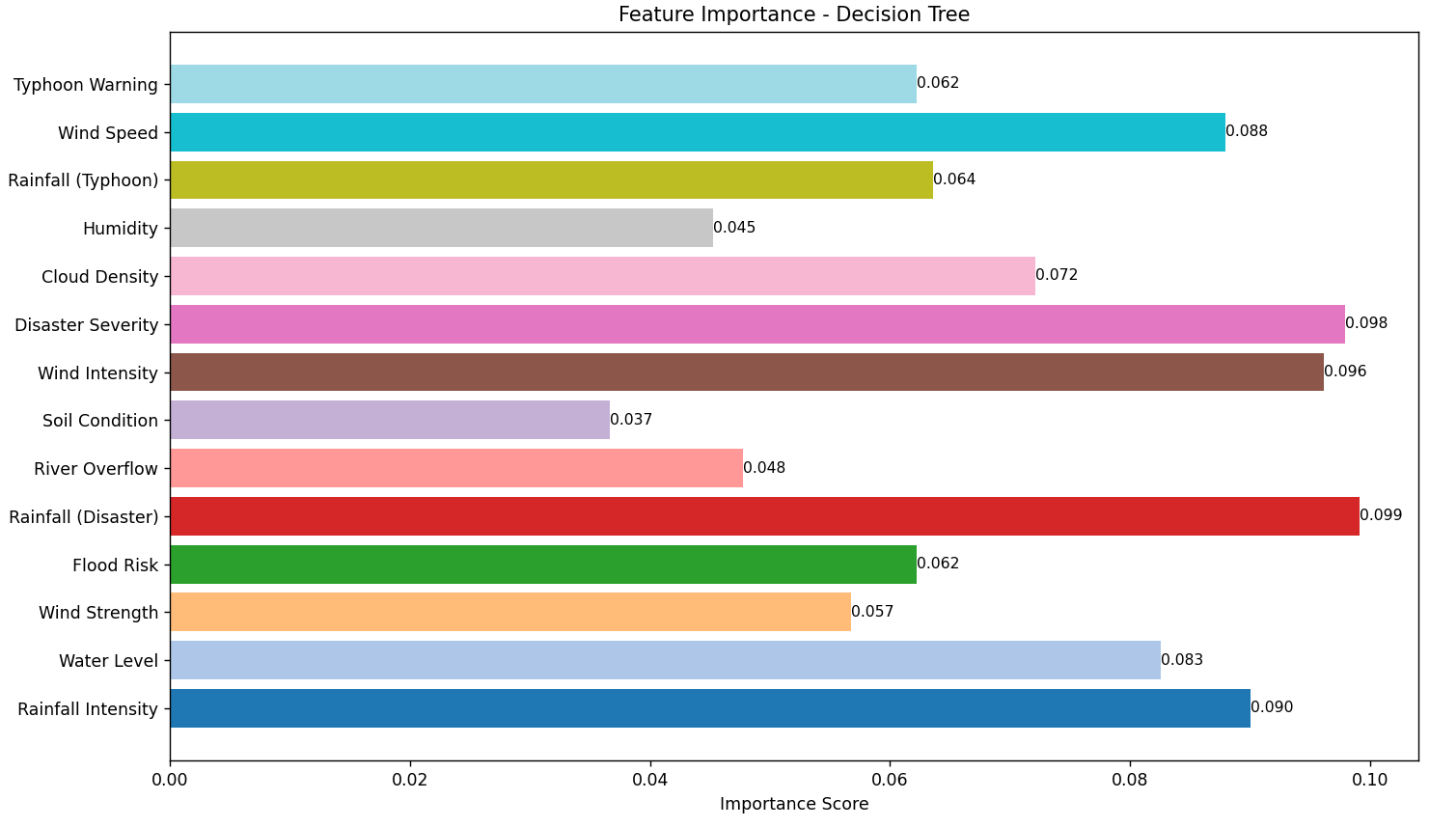 Feature Importance - Decision Tree
Typhoon Warning 0.062
Wind Speed 0.088
Rainfall (Typhoon) 0.064
Humidity 0.045
Cloud Density 0.072
Disaster Severity 0.098
Wind Intensity 0.096
Soil Condition 0.037
River Overflow 0.048
Rainfall (Disaster) 0.099
Flood Risk 0.062
Wind Strength 0.057
Water Level 0.083
Rainfall Intensity 0.090
0.00 0.02 0.04 0.06 0.08 0.10
Importance Score